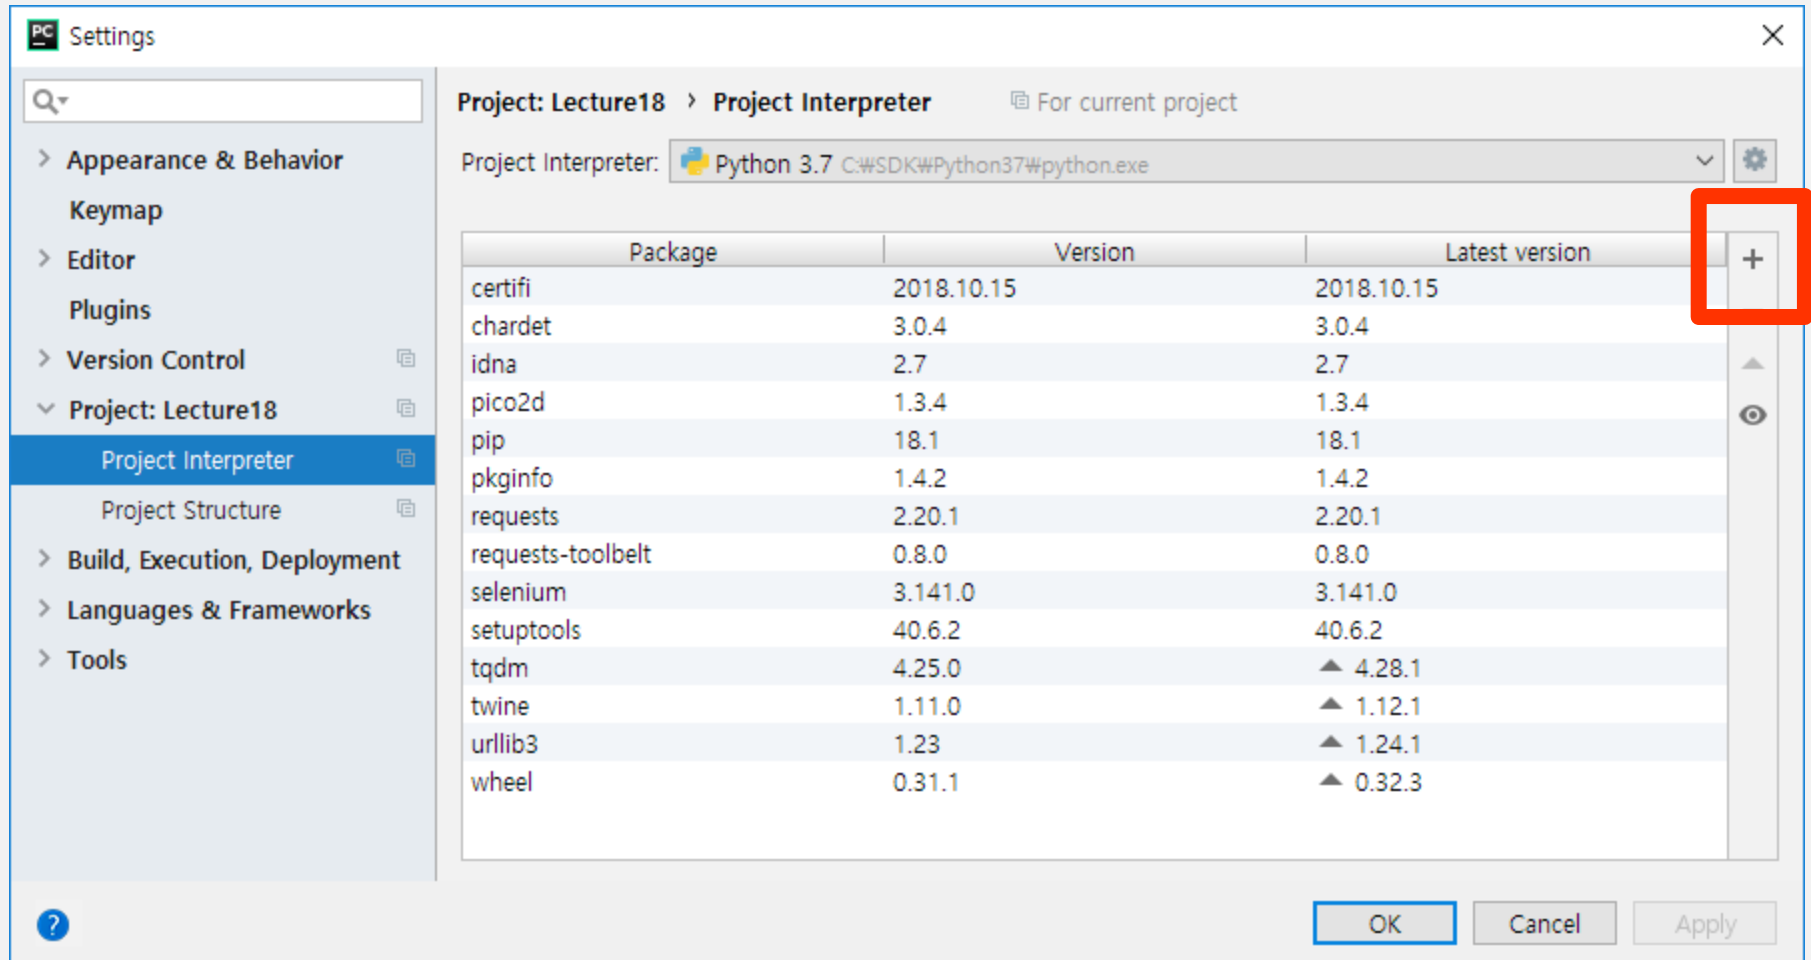 PC Settings
Project: Lecture18 › Project Interpreter For current project
Project Interpreter: Python 3.7 C:₩SDK₩Python37₩python.exe
Appearance & Behavior
Keymap
Editor
Plugins
Version Control
Project: Lecture18
Project Interpreter
Project Structure
Build, Execution, Deployment
Languages & Frameworks
Tools
Package Version Latest version
certifi 2018.10.15 2018.10.15
chardet 3.0.4 3.0.4
idna 2.7 2.7
pico2d 1.3.4 1.3.4
pip 18.1 18.1
pkginfo 1.4.2 1.4.2
requests 2.20.1 2.20.1
requests-toolbelt 0.8.0 0.8.0
selenium 3.141.0 3.141.0
setuptools 40.6.2 40.6.2
tqdm 4.25.0 4.28.1
twine 1.11.0 1.12.1
urllib3 1.23 1.24.1
wheel 0.31.1 0.32.3
? OK Cancel Apply